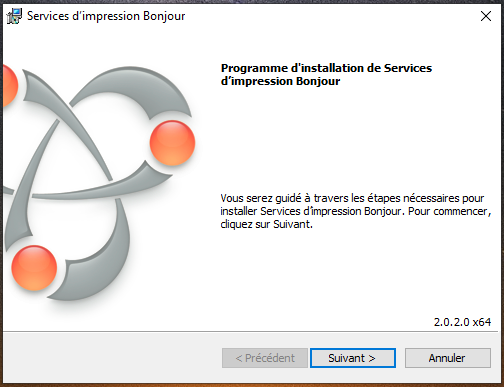 Services d’impression Bonjour
Programme d'installation de Services
d’impression Bonjour
Vous serez guidé à travers les étapes nécessaires pour
installer Services d’impression Bonjour. Pour commencer,
cliquez sur Suivant.
2.0.2.0 x64
< Précédent
Suivant >
Annuler